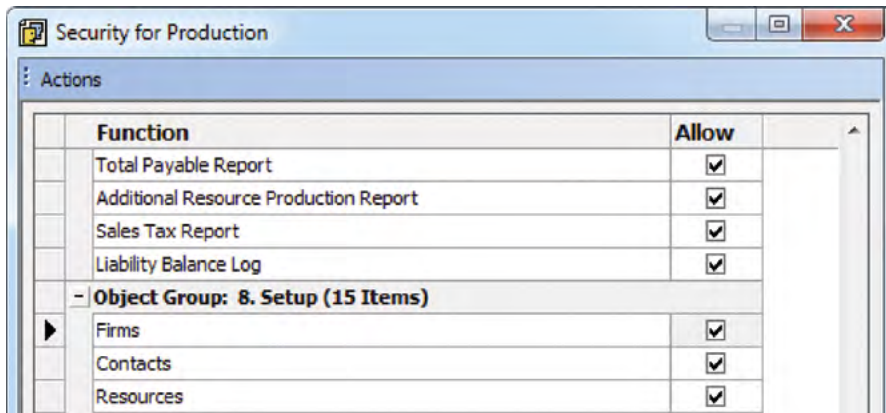 Security for Production
Actions
Function Allow
Total Payable Report
Additional Resource Production Report
Sales Tax Report
Liability Balance Log
Object Group: 8. Setup (15 Items)
Firms
Contacts
Resources